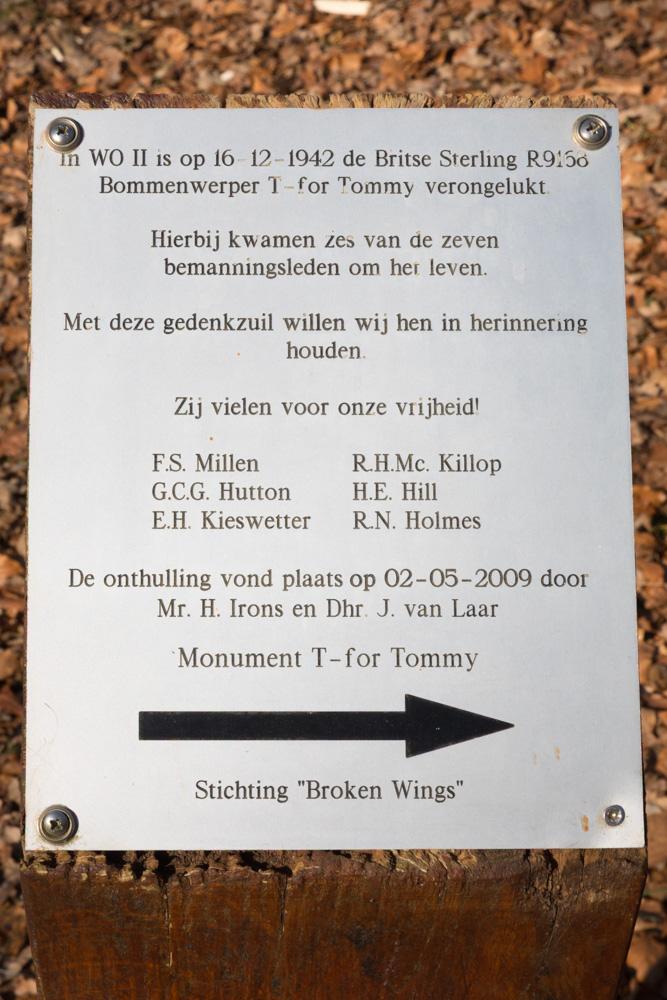 In WO II is op 16-12-1942 de Britse Sterling R9168
Bommenwerper T-for Tommy verongelukt.
Hierbij kwamen zes van de zeven
bemanningsleden om het leven.
Met deze gedenkzuil willen wij hen in herinnering
houden.
Zij vielen voor onze vrijheid!
F.S. Millen R.H.Mc. Killop
G.C.G. Hutton H.E. Hill
E.H. Kieswetter R.N. Holmes
De onthulling vond plaats op 02-05-2009 door
Mr. H. Irons en Dhr. J. van Laar
Monument T-for Tommy
Stichting "Broken Wings"